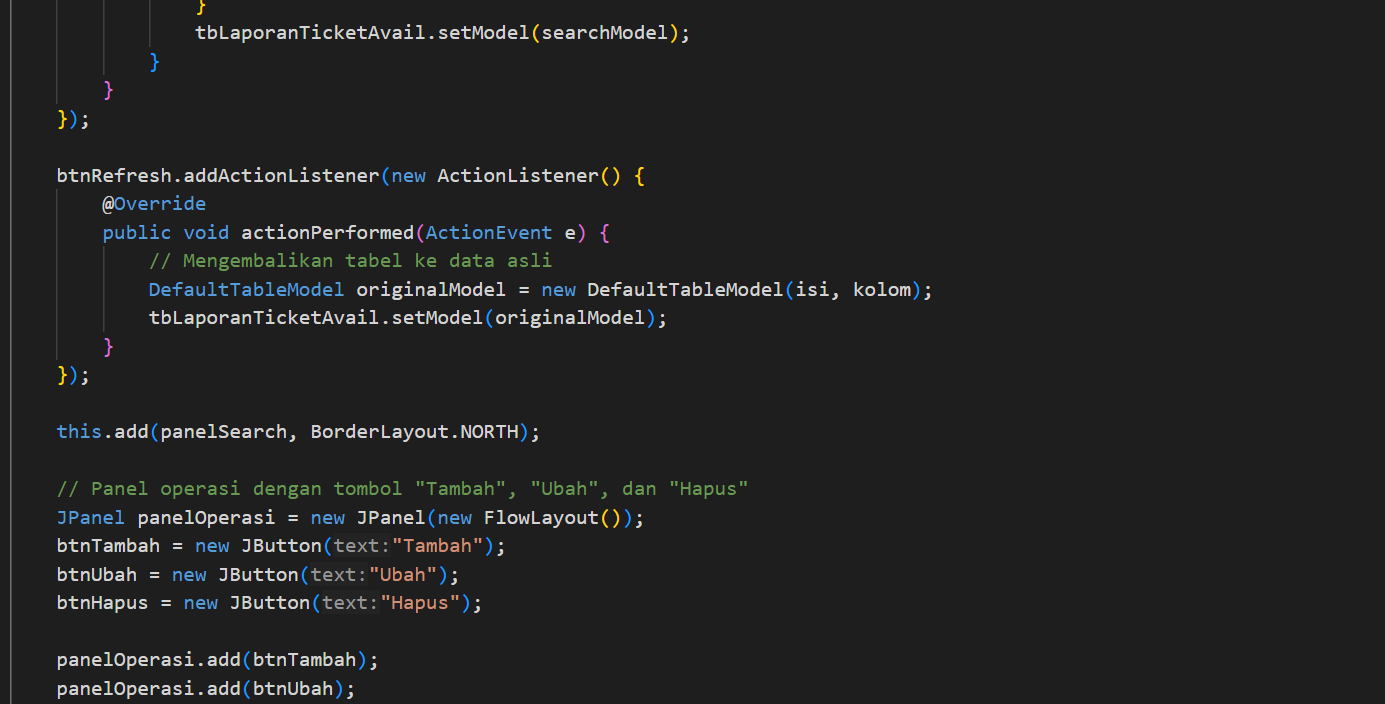 }
tbLaporanTicketAvail.setModel(searchModel);
}
}
});
btnRefresh.addActionListener(new ActionListener() {
@Override
public void actionPerformed(ActionEvent e) {
// Mengembalikan tabel ke data asli
DefaultTableModel originalModel = new DefaultTableModel(isi, kolom);
tbLaporanTicketAvail.setModel(originalModel);
}
});
this.add(panelSearch, BorderLayout.NORTH);
// Panel operasi dengan tombol "Tambah", "Ubah", dan "Hapus"
JPanel panelOperasi = new JPanel(new FlowLayout());
btnTambah = new JButton(text:"Tambah");
btnUbah = new JButton(text:"Ubah");
btnHapus = new JButton(text:"Hapus");
panelOperasi.add(btnTambah);
panelOperasi.add(btnUbah);